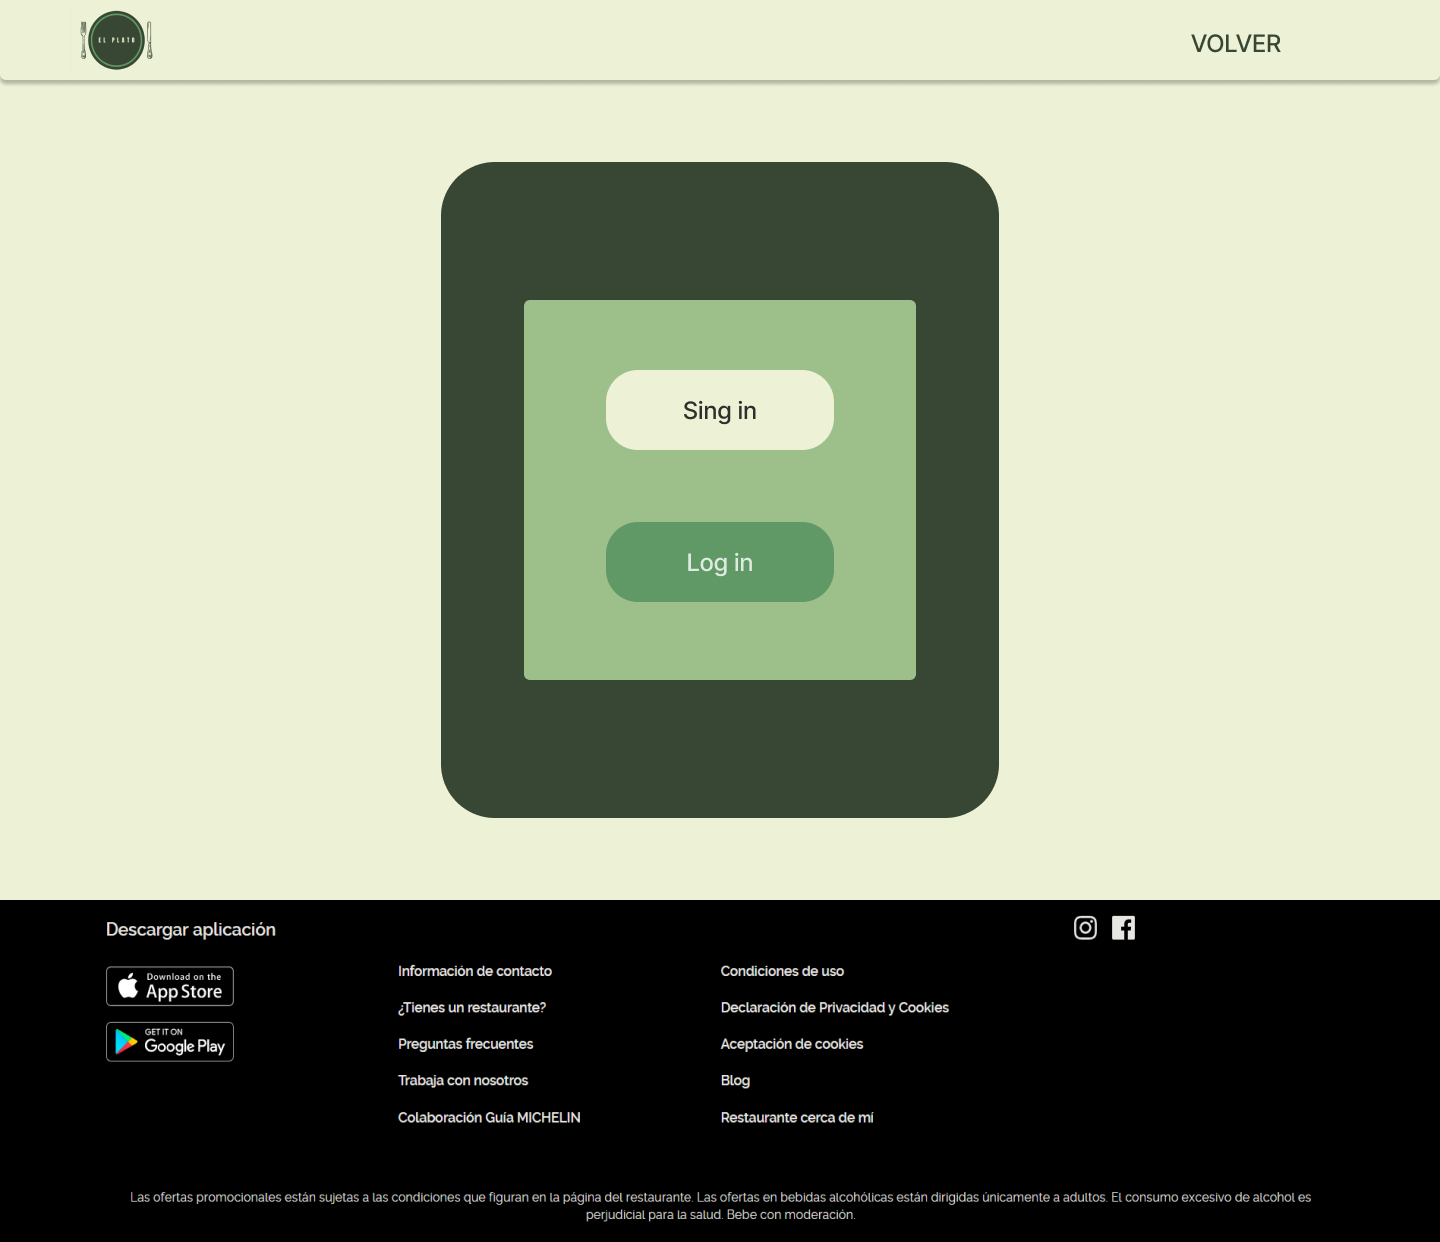 EL PLATO
VOLVER
Sing in
Log in
Descargar aplicación
Download on the
App Store
GET IT ON
Google Play
Información de contacto
¿Tienes un restaurante?
Preguntas frecuentes
Trabaja con nosotros
Colaboración Guía MICHELIN
Condiciones de uso
Declaración de Privacidad y Cookies
Aceptación de cookies
Blog
Restaurante cerca de mí
Las ofertas promocionales están sujetas a las condiciones que figuran en la página del restaurante. Las ofertas en bebidas alcohólicas están dirigidas únicamente a adultos. El consumo excesivo de alcohol es
perjudicial para la salud. Bebe con moderación.